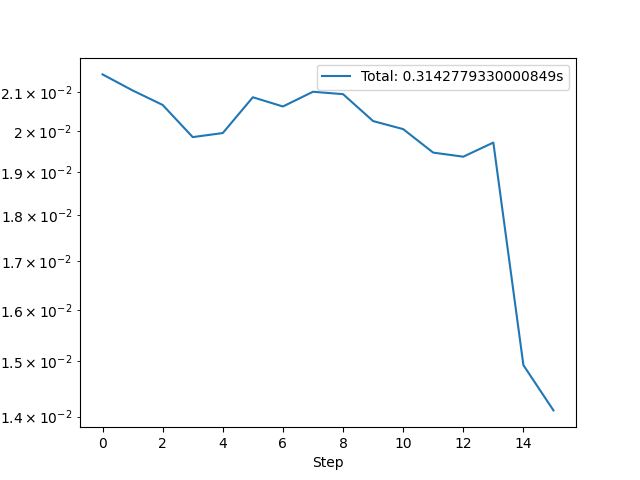 Total: 0.3142779330000849s
2.1 × 10⁻²
2 × 10⁻²
1.9 × 10⁻²
1.8 × 10⁻²
1.7 × 10⁻²
1.6 × 10⁻²
1.5 × 10⁻²
1.4 × 10⁻²
0 2 4 6 8 10 12 14
Step